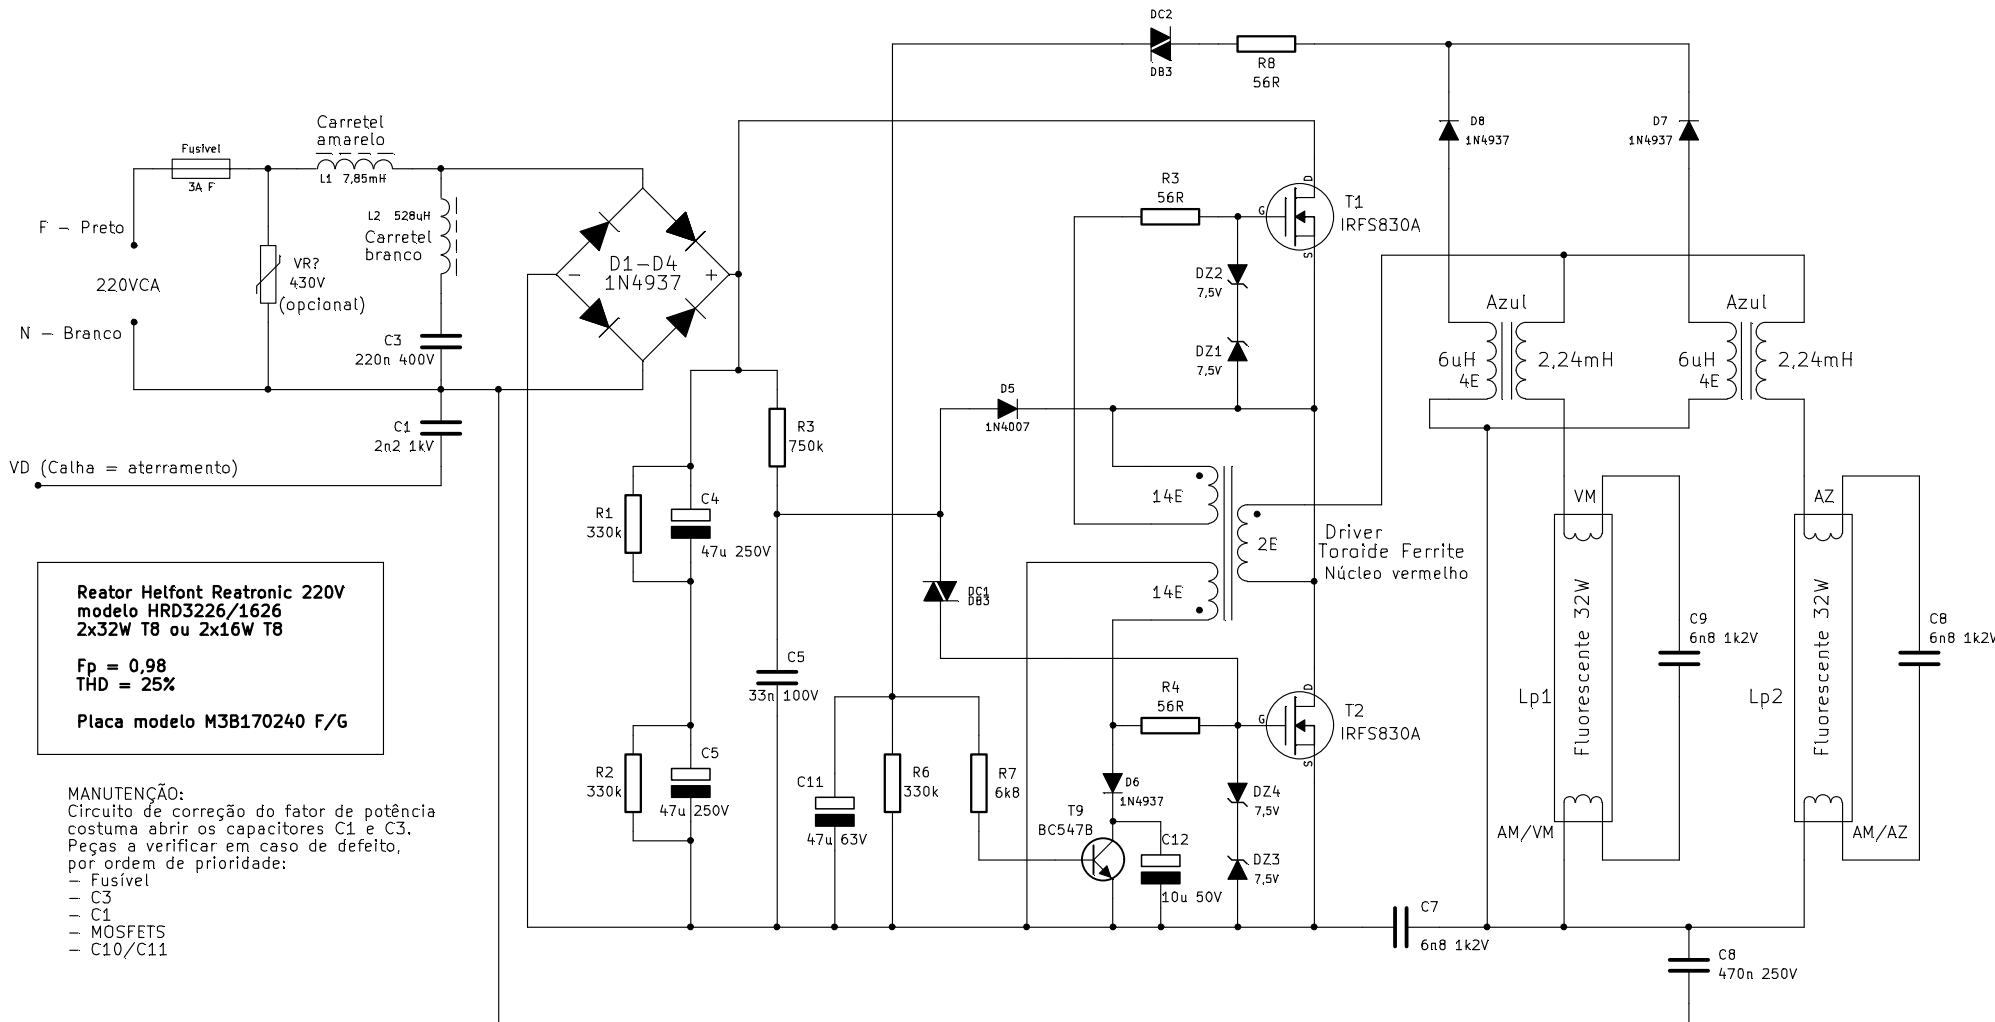 DC2
DB3
R8
56R
D8
1N4937
D7
1N4937
Carretel
amarelo
Fusível
3A F
L1 7,85mH
F – Preto
220VCA
N – Branco
L2 528uH
Carretel
branco
VR?
430V
(opcional)
C3
220n 400V
C1
2n2 1kV
VD (Calha = aterramento)
D1–D4
1N4937
–
+
R3
56R
D
G
S
T1
IRFS830A
DZ2
7,5V
DZ1
7,5V
D5
1N4007
Azul
6uH
4E
2,24mH
Azul
6uH
4E
2,24mH
R3
750k
R1
330k
C4
47u 250V
14E
2E
14E
Driver
Toroide Ferrite
Núcleo vermelho
DC1
DB3
VM
AZ
Reator Helfont Reatronic 220V
modelo HRD3226/1626
2x32W T8 ou 2x16W T8
Fp = 0,98
THD = 25%
Placa modelo M3B170240 F/G
C5
33n 100V
R4
56R
D
G
S
T2
IRFS830A
Lp1
Fluorescente 32W
C9
6n8 1k2V
Lp2
Fluorescente 32W
C8
6n8 1k2V
R2
330k
C5
47u 250V
C11
47u 63V
R6
330k
R7
6k8
D6
1N4937
T9
BC547B
C12
10u 50V
DZ4
7,5V
DZ3
7,5V
AM/VM
AM/AZ
MANUTENÇÃO:
Circuito de correção do fator de potência
costuma abrir os capacitores C1 e C3.
Peças a verificar em caso de defeito,
por ordem de prioridade:
– Fusível
– C3
– C1
– MOSFETS
– C10/C11
C7
6n8 1k2V
C8
470n 250V